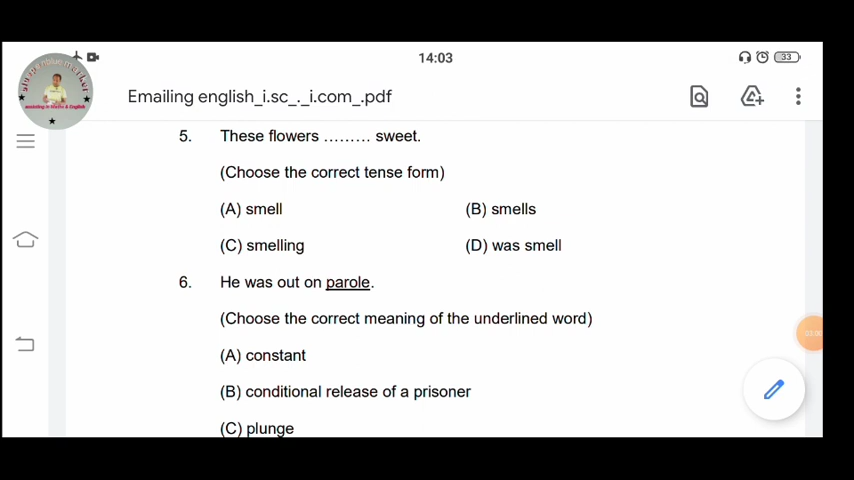 14:03
33
Emailing english_i.sc_._i.com_.pdf
5. These flowers ......... sweet.
(Choose the correct tense form)
(A) smell (B) smells
(C) smelling (D) was smell
6. He was out on parole.
(Choose the correct meaning of the underlined word)
(A) constant
(B) conditional release of a prisoner
(C) plunge